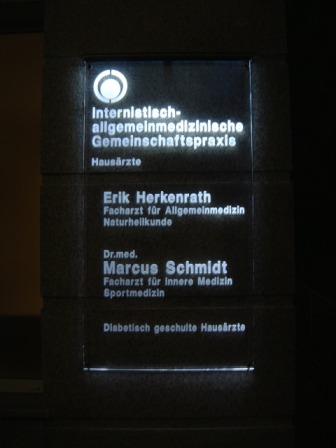 Internistisch-
allgemeinmedizinische
Gemeinschaftspraxis
Hausärzte
Erik Herkenrath
Facharzt für Allgemeinmedizin
Naturheilkunde
Dr.med.
Marcus Schmidt
Facharzt für Innere Medizin
Sportmedizin
Diabetisch geschulte Hausärzte